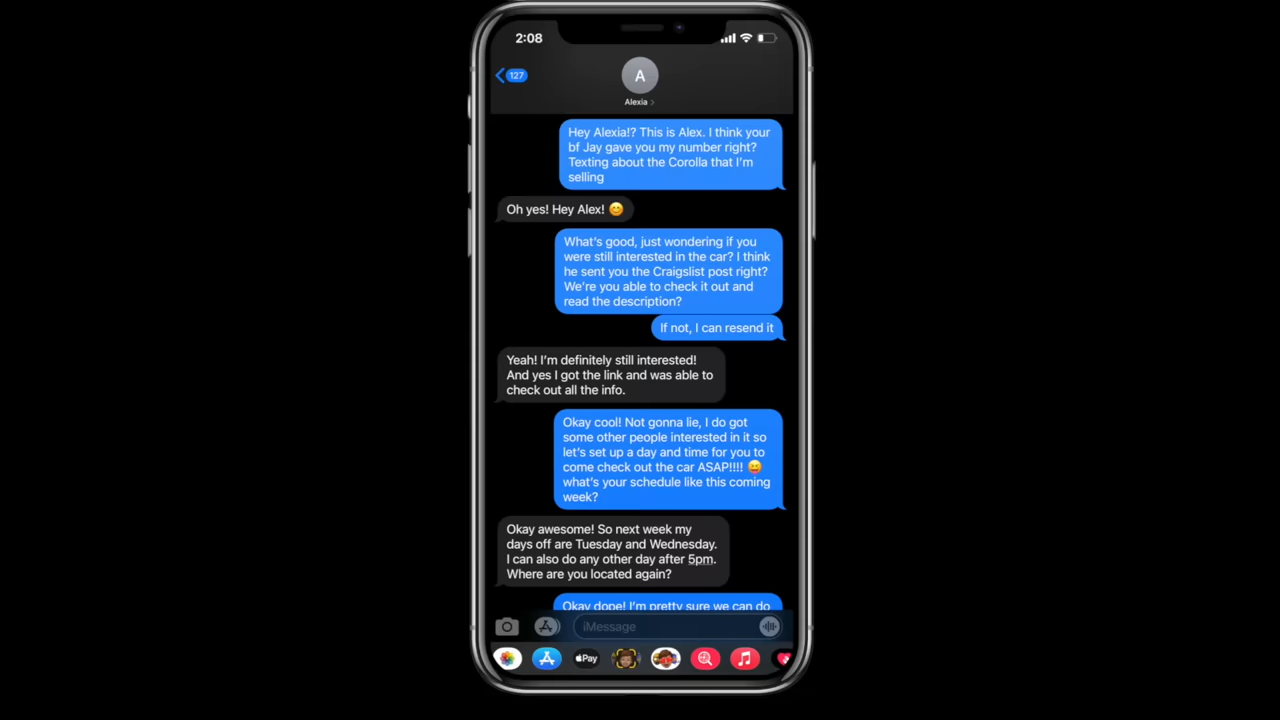 2:08
127
A
Alexia
Hey Alexia!? This is Alex. I think your
bf Jay gave you my number right?
Texting about the Corolla that I'm
selling
Oh yes! Hey Alex! 😊
What's good, just wondering if you
were still interested in the car? I think
he sent you the Craigslist post right?
We're you able to check it out and
read the description?
If not, I can resend it
Yeah! I'm definitely still interested!
And yes I got the link and was able to
check out all the info.
Okay cool! Not gonna lie, I do got
some other people interested in it so
let's set up a day and time for you to
come check out the car ASAP!!!! 😝
what's your schedule like this coming
week?
Okay awesome! So next week my
days off are Tuesday and Wednesday.
I can also do any other day after 5pm.
Where are you located again?
Okay dope! I'm pretty sure we can do
iMessage
Pay